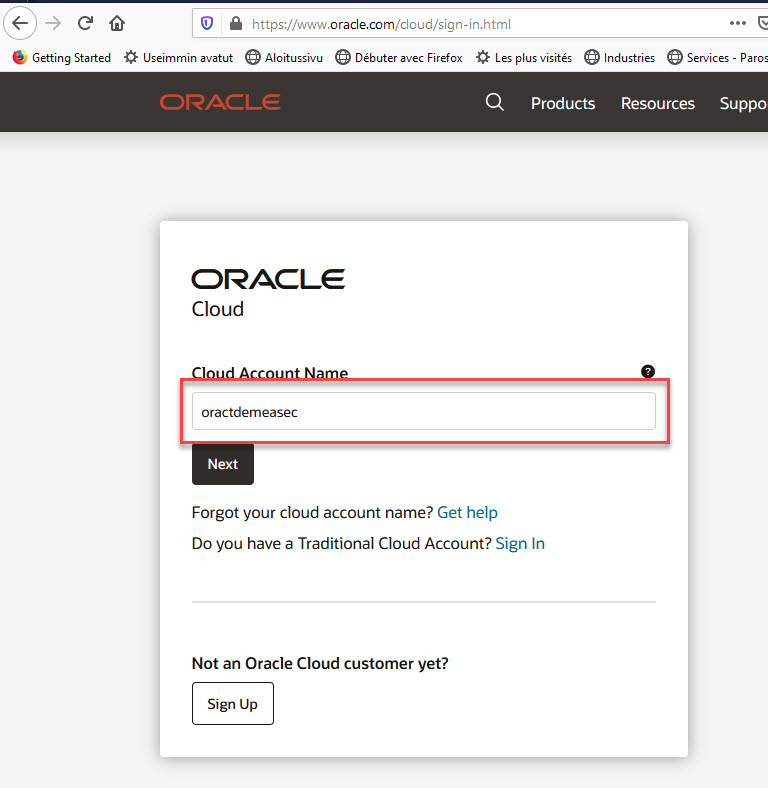 https://www.oracle.com/cloud/sign-in.html
Getting Started Useimmin avatut Aloitussivu Débuter avec Firefox Les plus visités Industries Services - Paros
ORACLE Products Resources Suppo
ORACLE
Cloud
Cloud Account Name ?
oractdemeasec
Next
Forgot your cloud account name? Get help
Do you have a Traditional Cloud Account? Sign In
Not an Oracle Cloud customer yet?
Sign Up